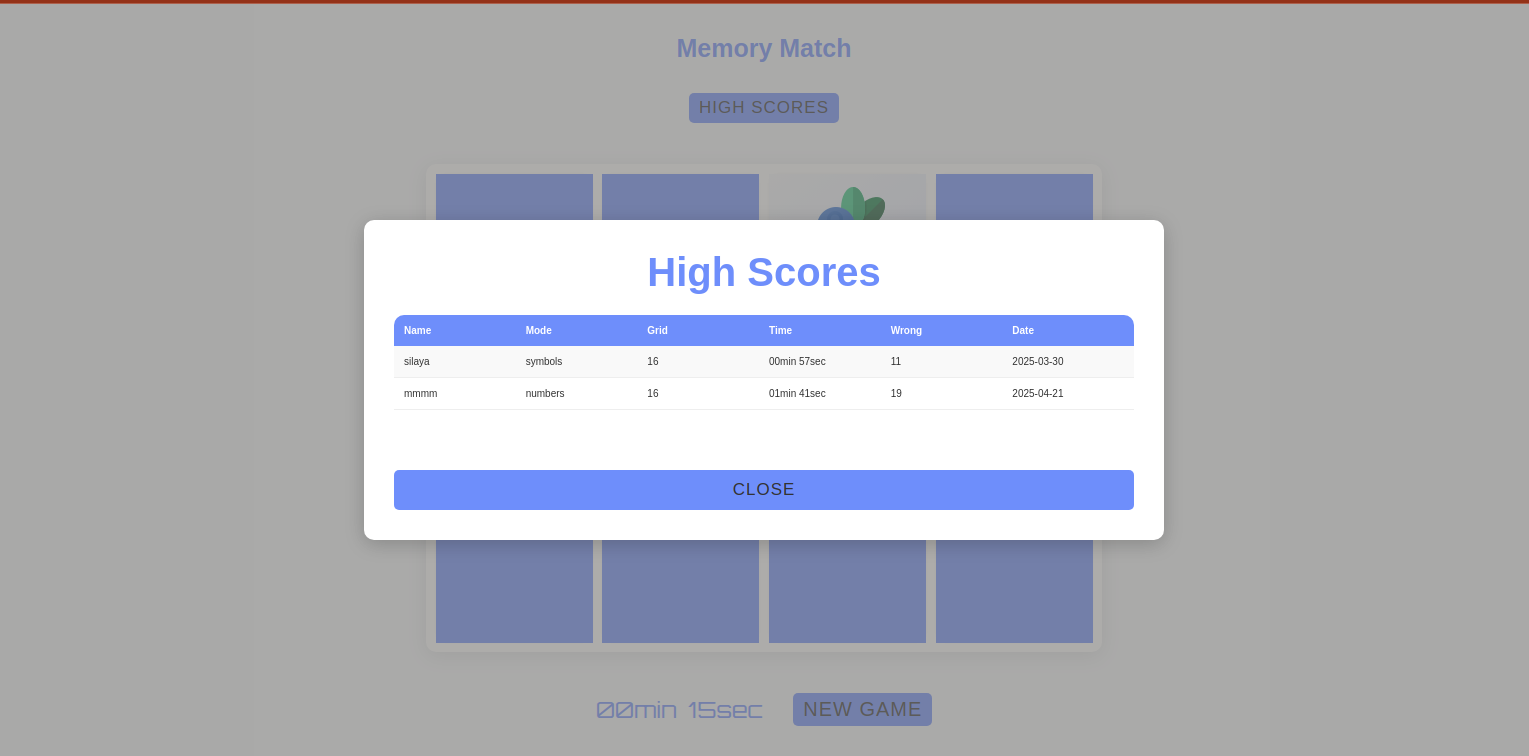 Memory Match
HIGH SCORES
High Scores
Name Mode Grid Time Wrong Date
silaya symbols 16 00min 57sec 11 2025-03-30
mmmm numbers 16 01min 41sec 19 2025-04-21
CLOSE
00min 15sec NEW GAME